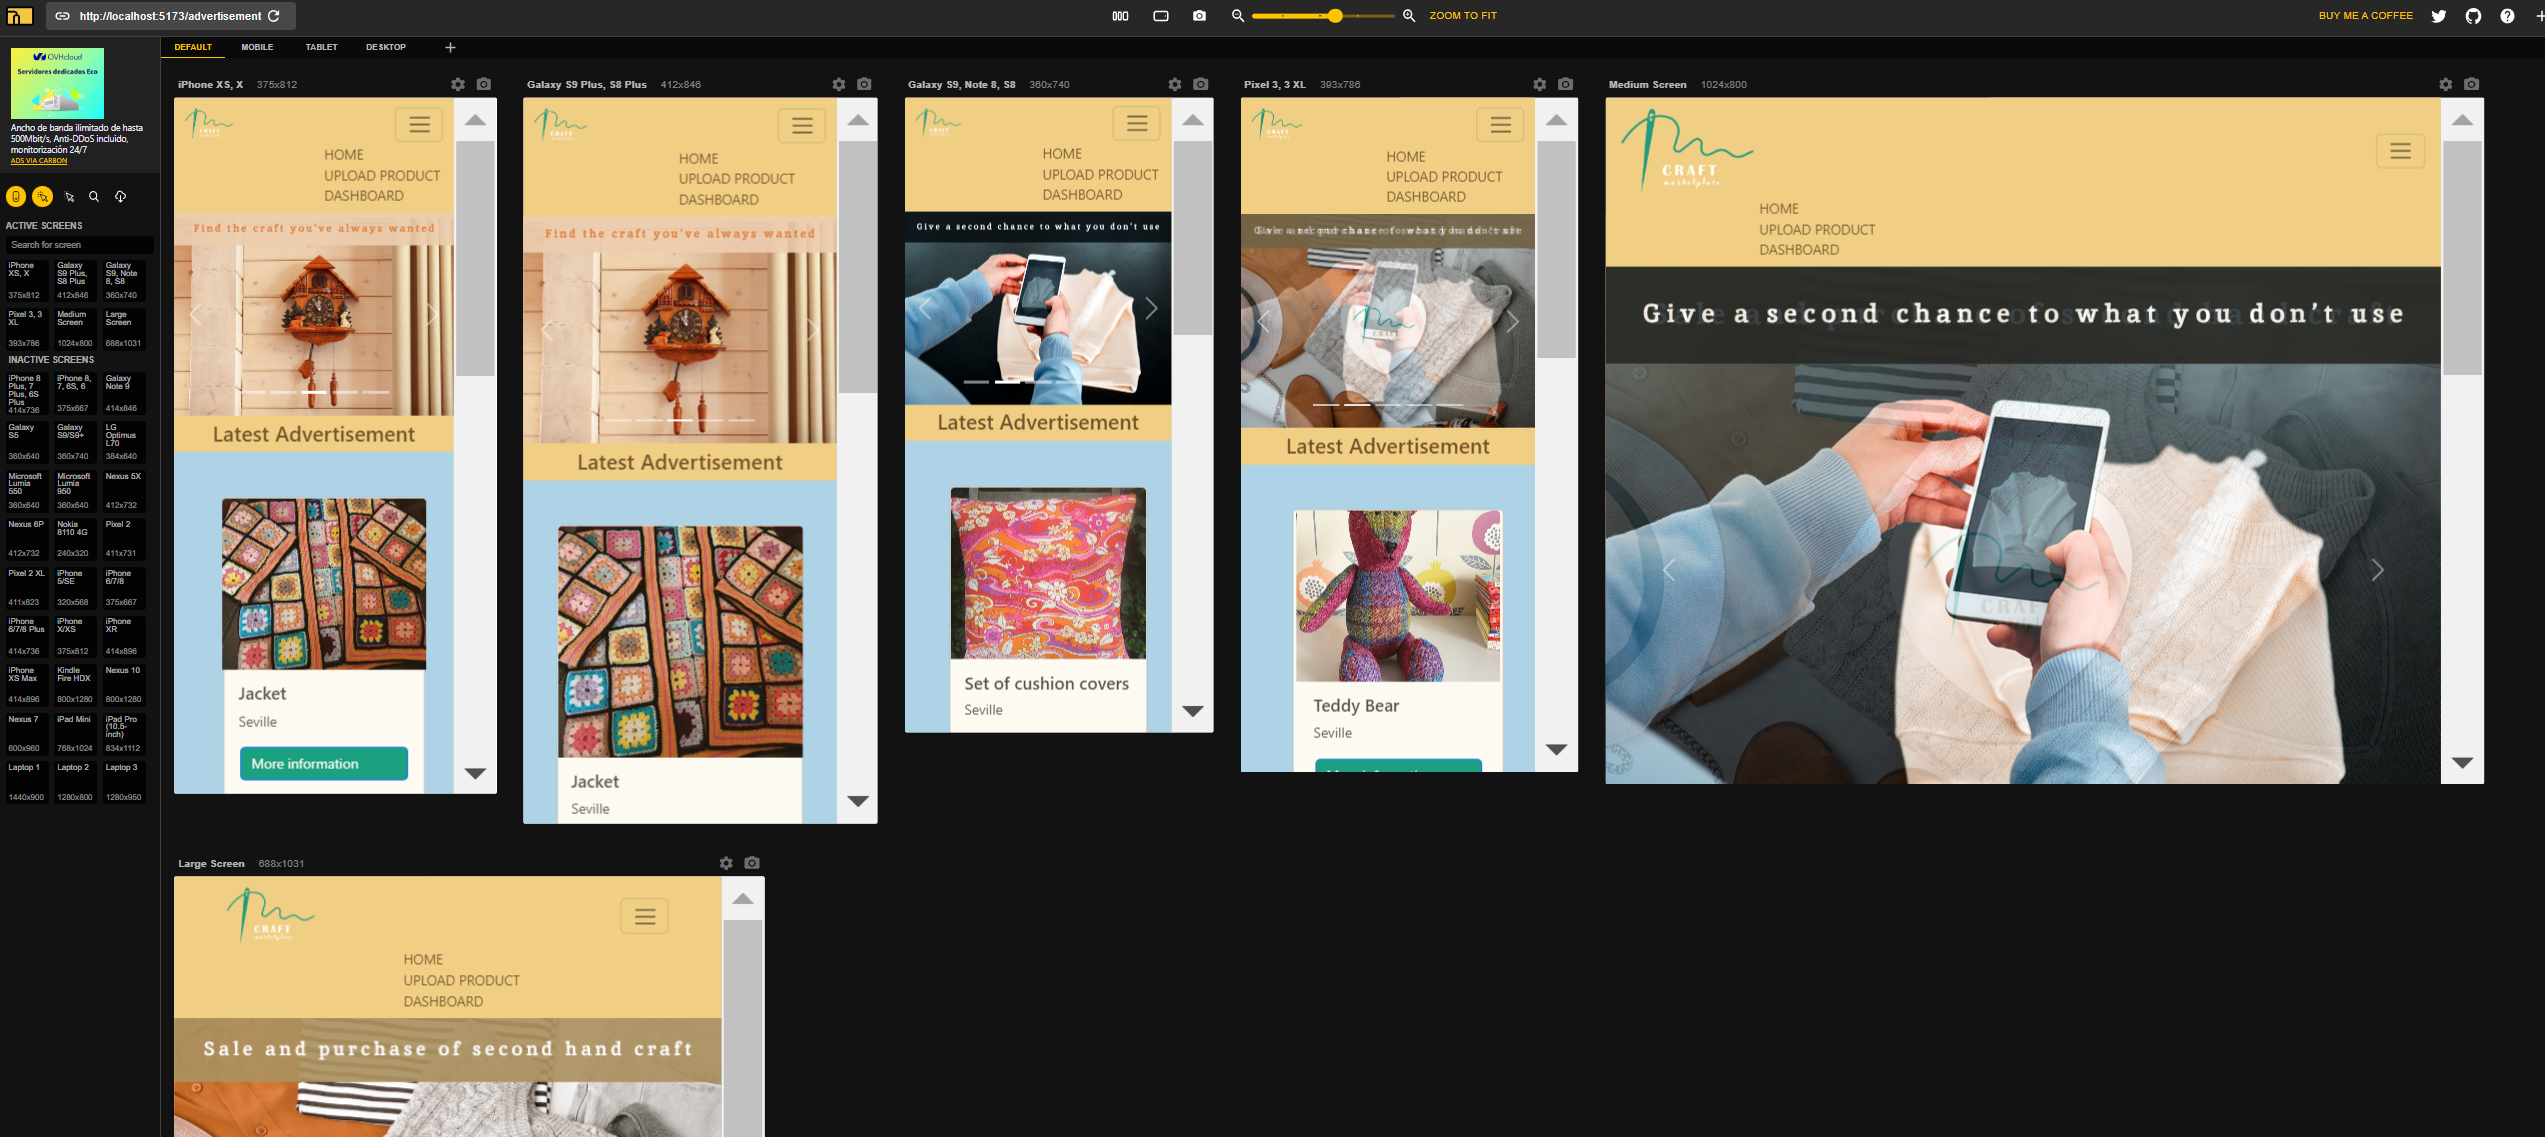 http://localhost:5173/advertisement
ZOOM TO FIT
BUY ME A COFFEE
OVHcloud
Servidores dedicados Eco
Ancho de banda ilimitado de hasta
500Mbit/s, Anti-DDoS incluido,
monitorización 24/7
ADS VIA CARBON
ACTIVE SCREENS
Search for screen
iPhone XS, X
375x812
Galaxy S9 Plus, S8 Plus
412x846
Galaxy S9, Note 8, S8
360x740
Pixel 3, 3 XL
393x786
Medium Screen
1024x800
Large Screen
688x1031
INACTIVE SCREENS
iPhone 8 Plus, 7 Plus, 6S Plus
414x736
iPhone 8, 7, 6S, 6
375x667
Galaxy Note 9
414x846
Galaxy S5
360x640
Galaxy S9/S9+
360x740
LG Optimus L70
384x640
Microsoft Lumia 550
360x640
Microsoft Lumia 950
360x640
Nexus 5X
412x732
Nexus 6P
412x732
Nokia 8110 4G
240x320
Pixel 2
411x731
Pixel 2 XL
411x823
iPhone 5/SE
320x568
iPhone 6/7/8
375x667
iPhone 6/7/8 Plus
414x736
iPhone X/XS
375x812
iPhone XR
414x896
iPhone XS Max
414x896
Kindle Fire HDX
800x1280
Nexus 10
800x1280
Nexus 7
600x960
iPad Mini
768x1024
iPad Pro (10.5-inch)
834x1112
Laptop 1
1440x900
Laptop 2
1280x800
Laptop 3
1280x950
DEFAULT
MOBILE
TABLET
DESKTOP
iPhone XS, X 375x812
CRAFT
HOME
UPLOAD PRODUCT
DASHBOARD
Find the craft you've always wanted
Latest Advertisement
Jacket
Seville
More information
Galaxy S9 Plus, S8 Plus 412x846
CRAFT
HOME
UPLOAD PRODUCT
DASHBOARD
Find the craft you've always wanted
Latest Advertisement
Jacket
Seville
Galaxy S9, Note 8, S8 360x740
CRAFT
HOME
UPLOAD PRODUCT
DASHBOARD
Give a second chance to what you don't use
Latest Advertisement
Set of cushion covers
Seville
Pixel 3, 3 XL 393x786
CRAFT
HOME
UPLOAD PRODUCT
DASHBOARD
Latest Advertisement
Teddy Bear
Seville
Medium Screen 1024x800
CRAFT
marketplace
HOME
UPLOAD PRODUCT
DASHBOARD
Give a second chance to what you don't use
CRAFT
Large Screen 688x1031
CRAFT
marketplace
HOME
UPLOAD PRODUCT
DASHBOARD
Sale and purchase of second hand craft